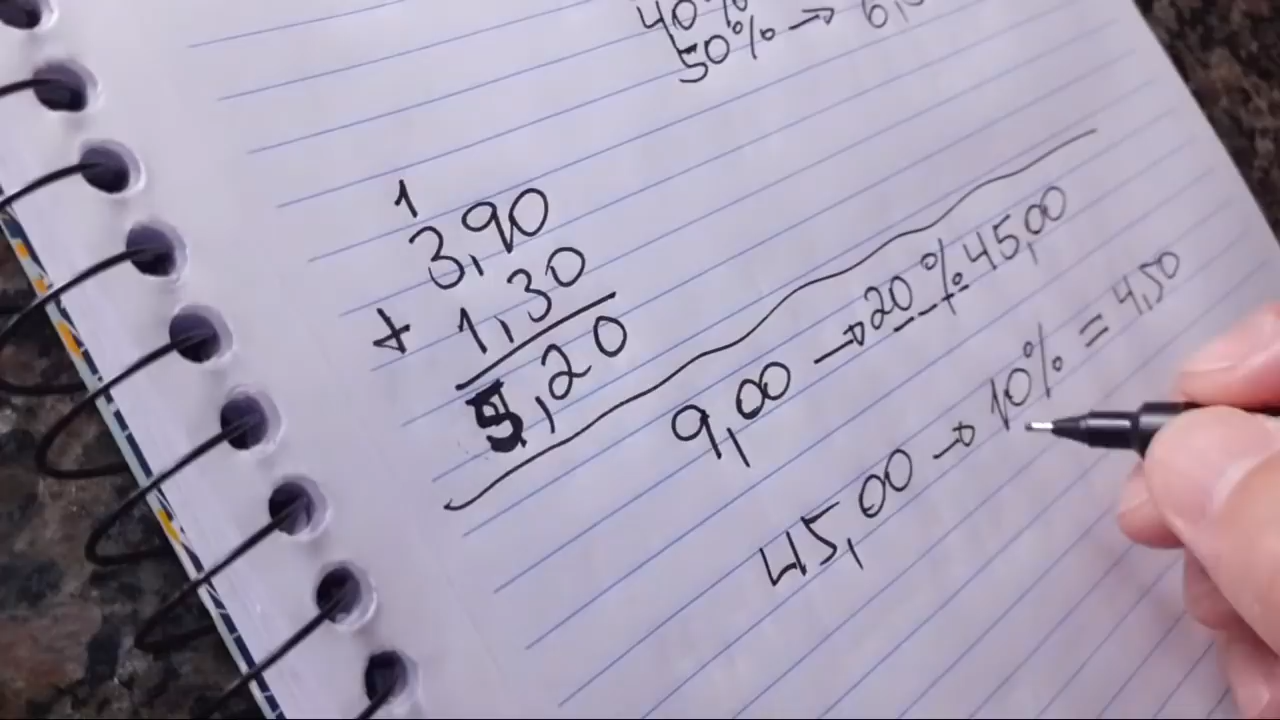 40%
50% → 6,
1
3,90
+ 1,30
5,20
9,00 → 20% 45,00
45,00 → 10% = 4,50